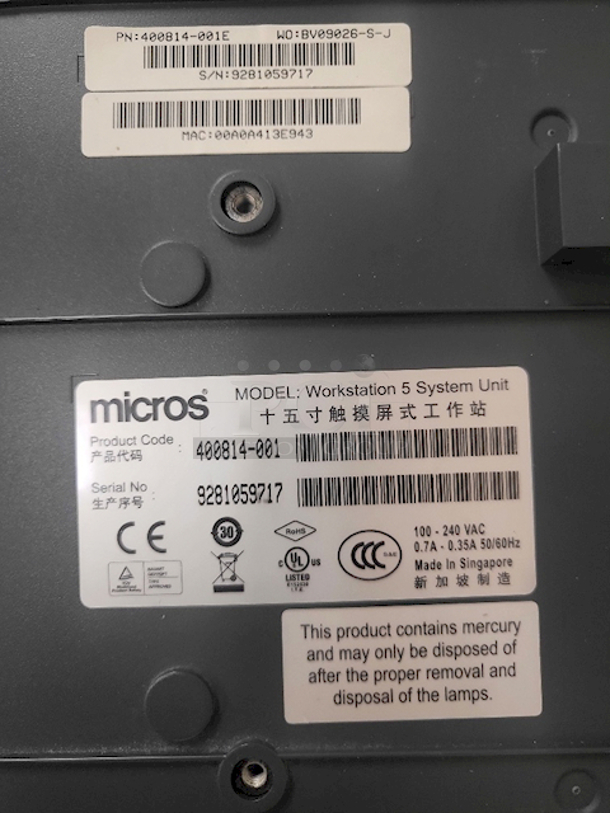 PN:400814-001E WO:BV09026-S-J
S/N:9281059717
MAC:00A0A413E943
micros® MODEL: Workstation 5 System Unit
十五寸触摸屏式工作站
Product Code : 400814-001
产品代码
Serial No : 9281059717
生产序号
CE 30 RoHS
c UL US CCC S&E
LISTED
I.T.E.
100 - 240 VAC
0.7A - 0.35A 50/60Hz
Made In Singapore
新加坡制造
This product contains mercury
and may only be disposed of
after the proper removal and
disposal of the lamps.